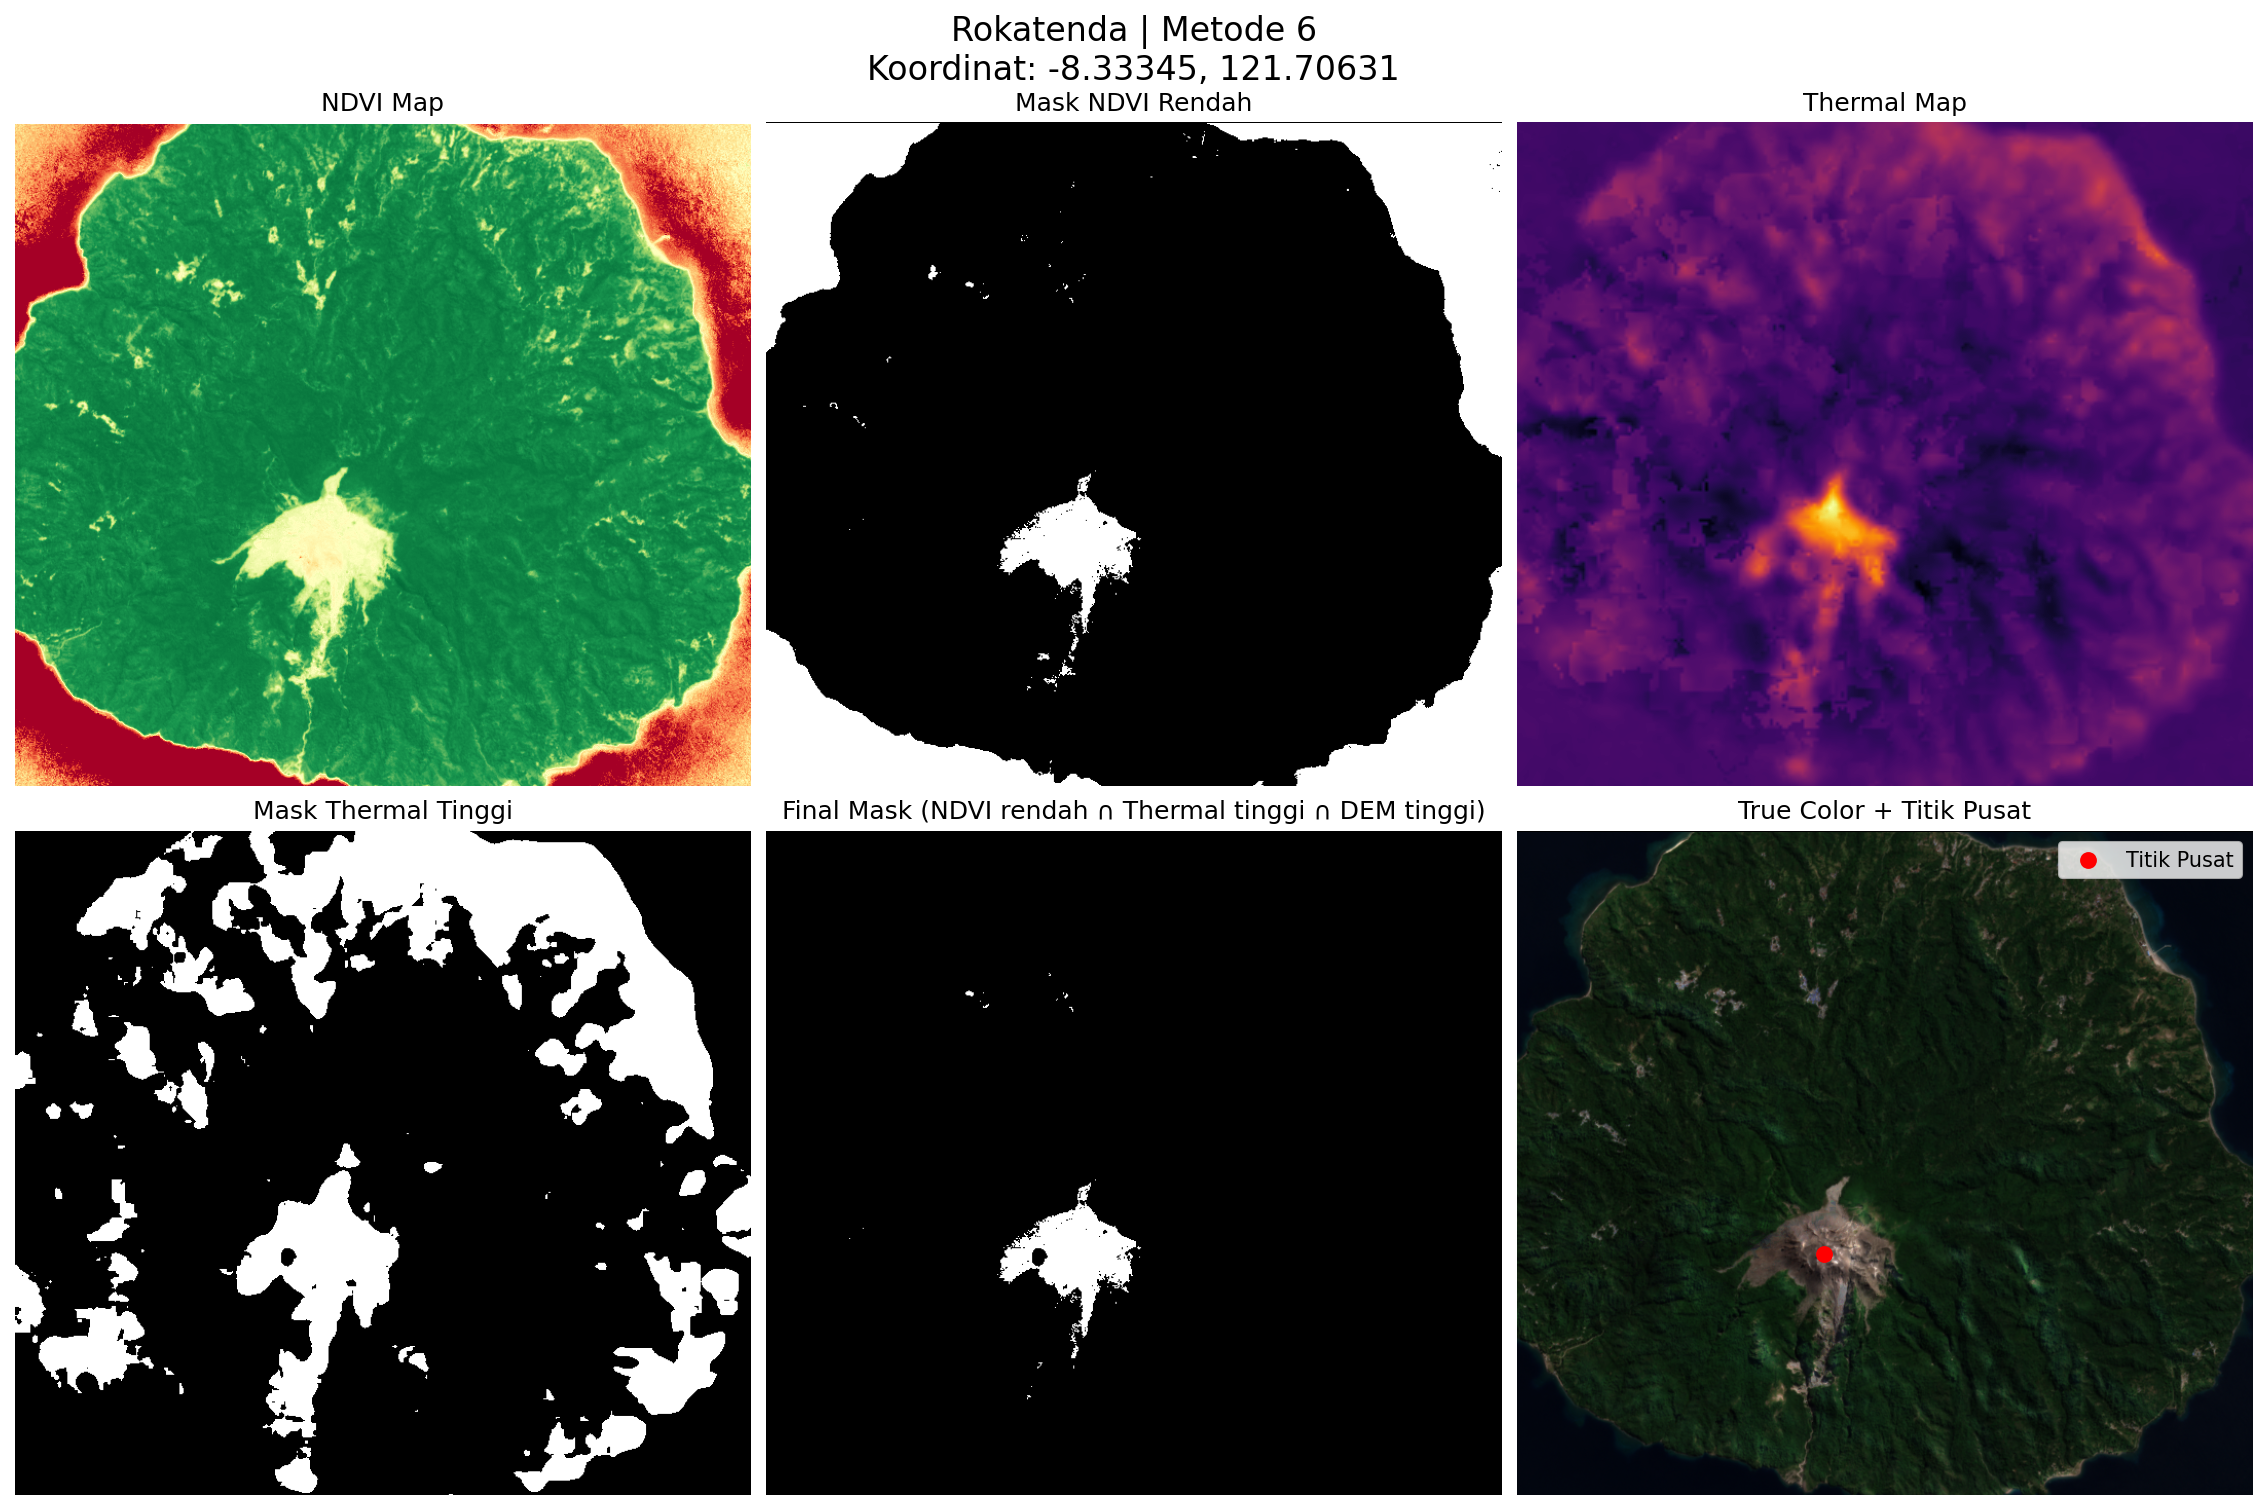 Rokatenda | Metode 6
Koordinat: -8.33345, 121.70631
NDVI Map
Mask NDVI Rendah
Thermal Map
Mask Thermal Tinggi
Final Mask (NDVI rendah ∩ Thermal tinggi ∩ DEM tinggi)
True Color + Titik Pusat
Titik Pusat